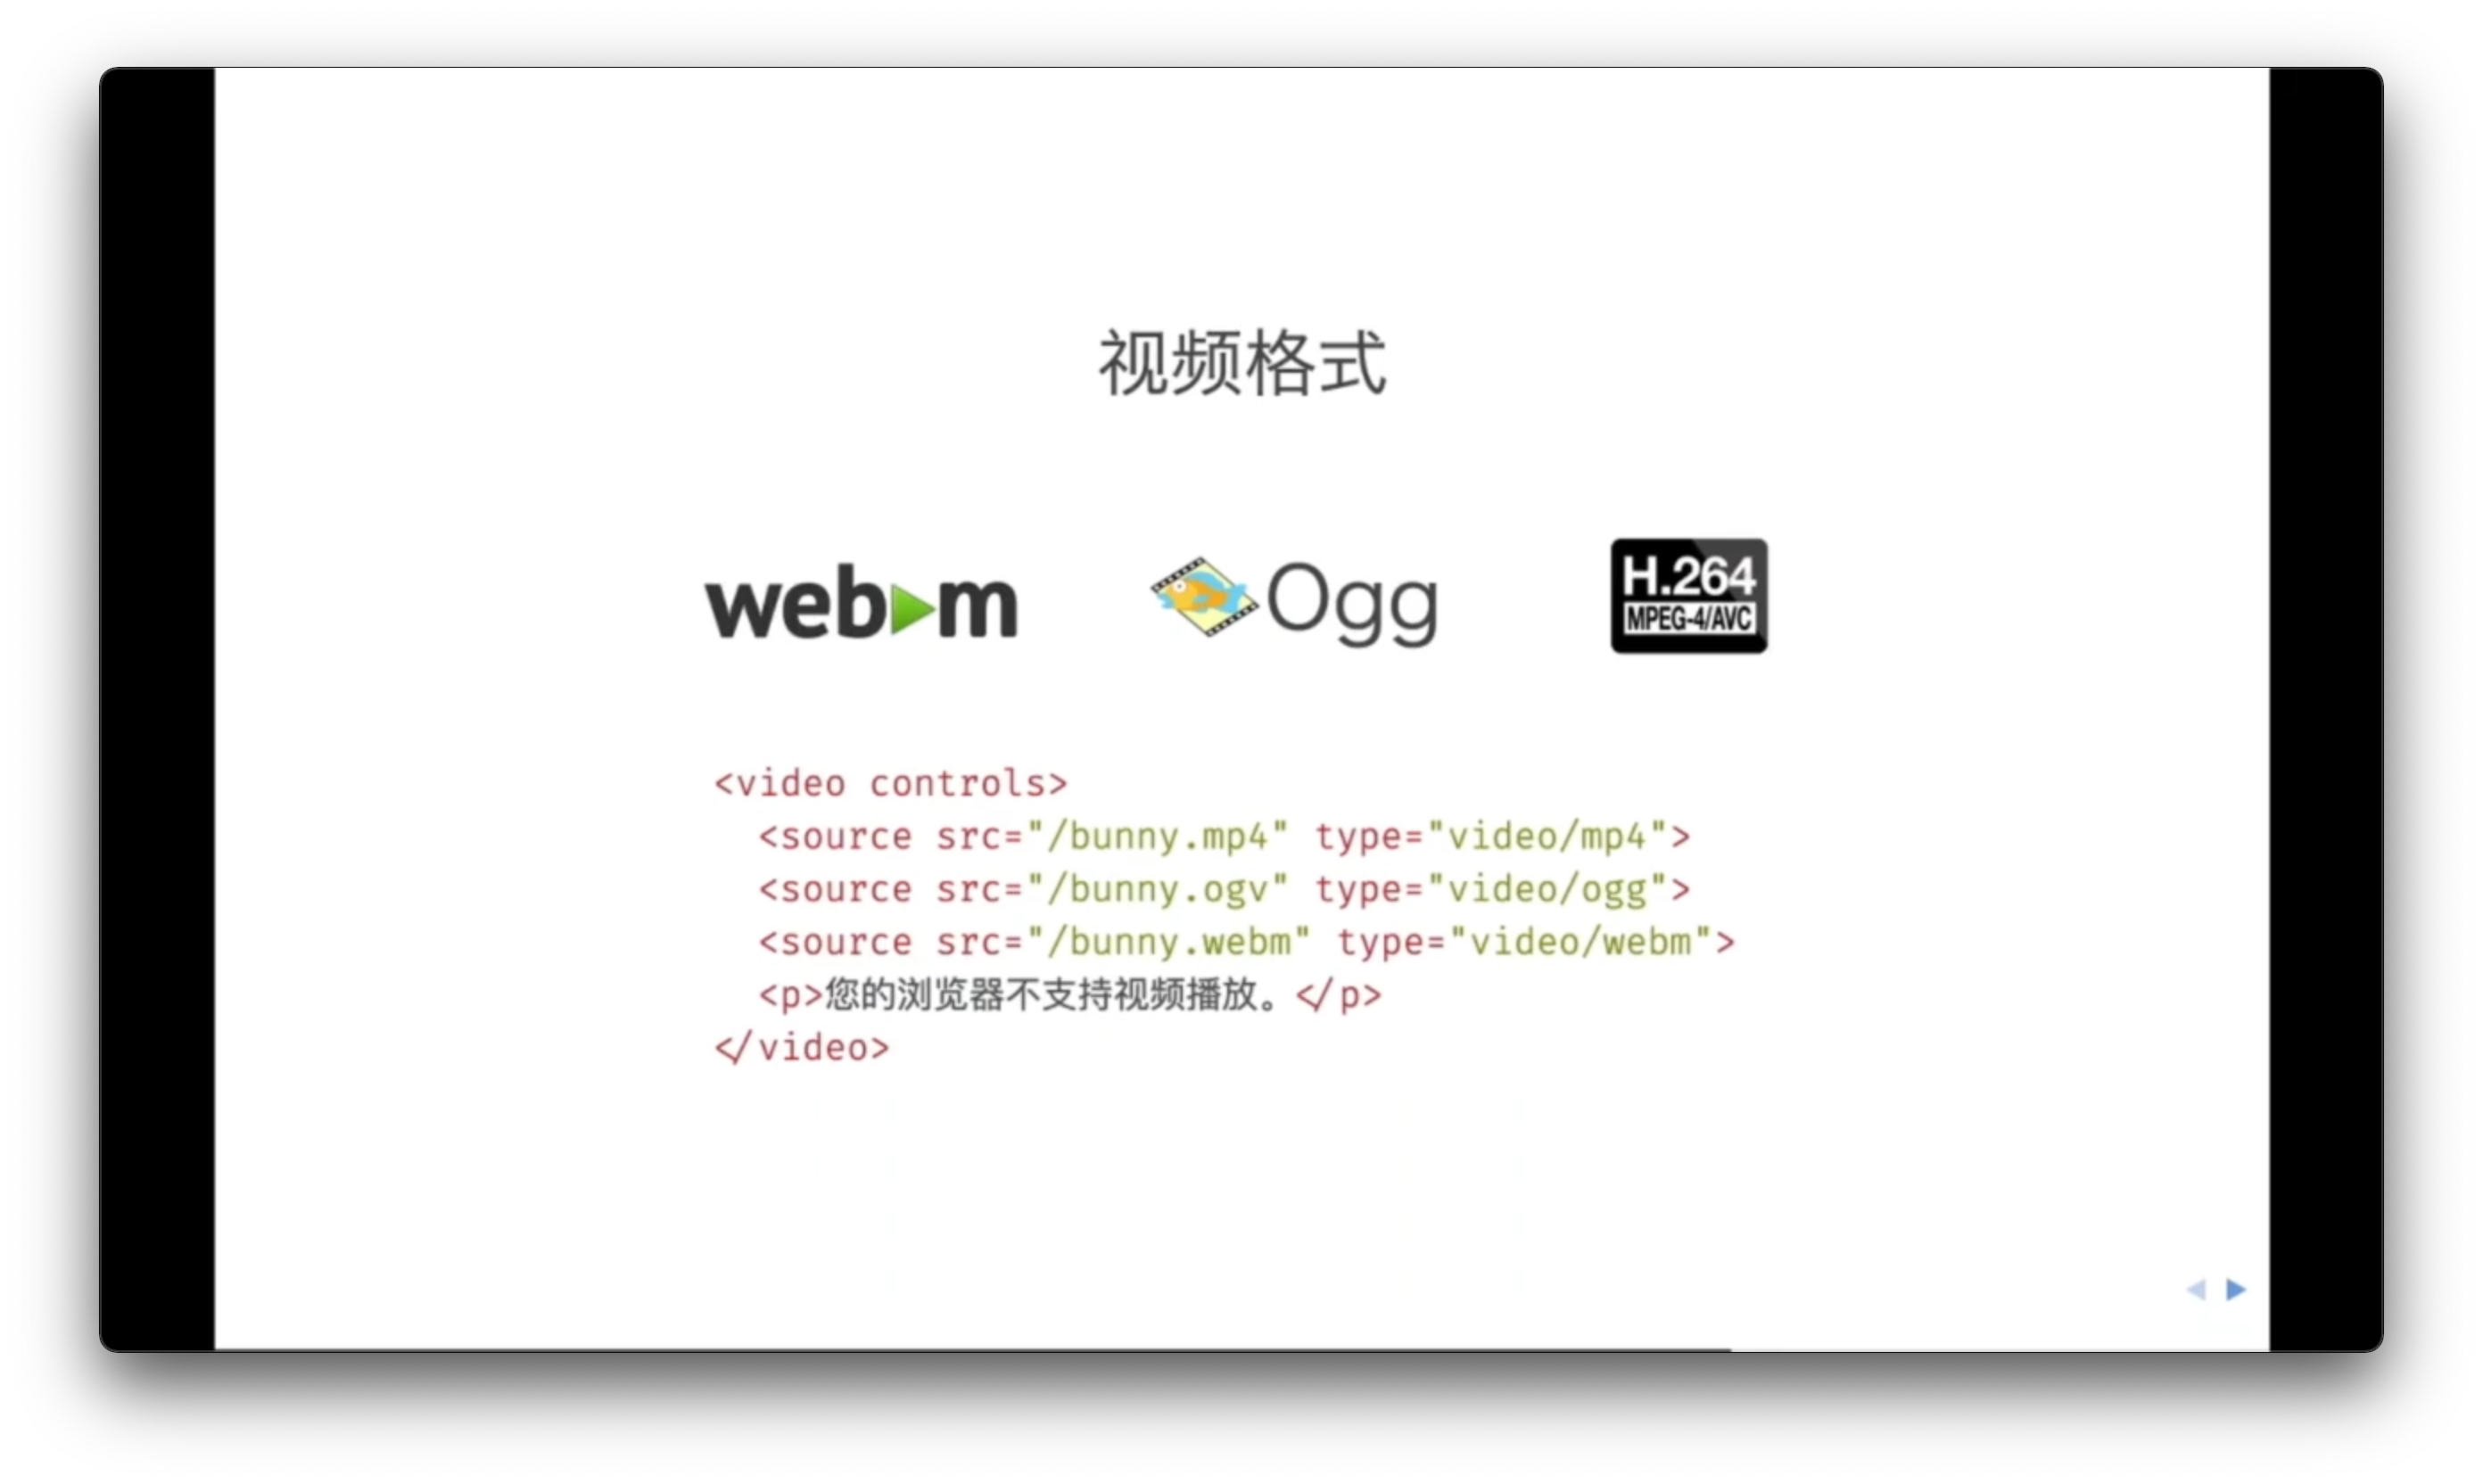 视频格式
webm
Ogg
H.264
MPEG-4/AVC
<video controls>
<source src="/bunny.mp4" type="video/mp4">
<source src="/bunny.ogv" type="video/ogg">
<source src="/bunny.webm" type="video/webm">
<p>您的浏览器不支持视频播放。</p>
</video>